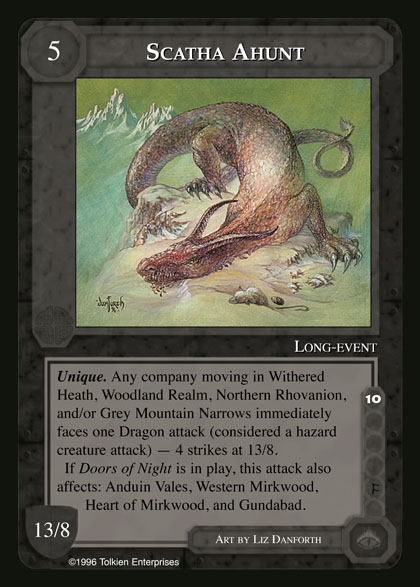 5
SCATHA AHUNT
Danforth
LONG-EVENT
Unique. Any company moving in Withered
Heath, Woodland Realm, Northern Rhovanion,
and/or Grey Mountain Narrows immediately
faces one Dragon attack (considered a hazard
creature attack) — 4 strikes at 13/8.
If Doors of Night is in play, this attack also
affects: Anduin Vales, Western Mirkwood,
Heart of Mirkwood, and Gundabad.
10
F
13/8
ART BY LIZ DANFORTH
©1996 Tolkien Enterprises